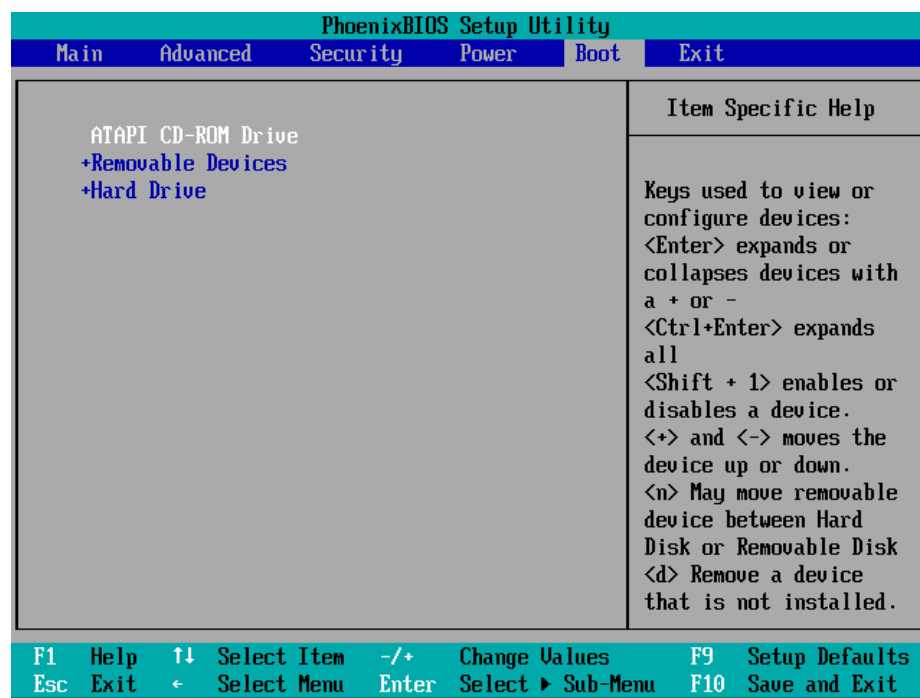 PhoenixBIOS Setup Utility
Main Advanced Security Power Boot Exit
ATAPI CD-ROM Drive
+Removable Devices
+Hard Drive
Item Specific Help
Keys used to view or
configure devices:
<Enter> expands or
collapses devices with
a + or -
<Ctrl+Enter> expands
all
<Shift + 1> enables or
disables a device.
<+> and <-> moves the
device up or down.
<n> May move removable
device between Hard
Disk or Removable Disk
<d> Remove a device
that is not installed.
F1 Help ↑↓ Select Item -/+ Change Values F9 Setup Defaults
Esc Exit ← Select Menu Enter Select ▶ Sub-Menu F10 Save and Exit